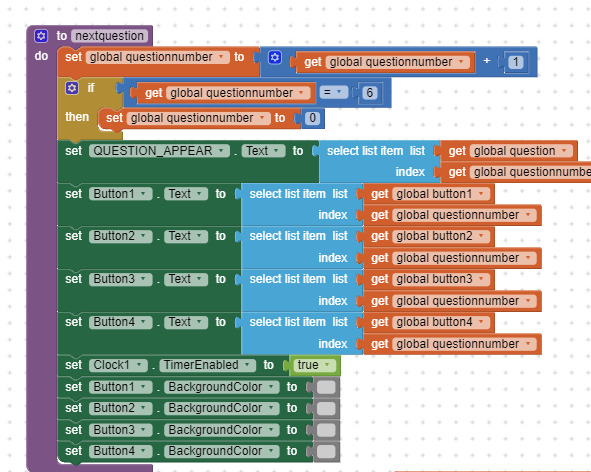 to nextquestion
do set global questionnumber to get global questionnumber + 1
if get global questionnumber = 6
then set global questionnumber to 0
set QUESTION_APPEAR . Text to select list item list get global question
index get global questionnumbe
set Button1 . Text to select list item list get global button1
index get global questionnumber
set Button2 . Text to select list item list get global button2
index get global questionnumber
set Button3 . Text to select list item list get global button3
index get global questionnumber
set Button4 . Text to select list item list get global button4
index get global questionnumber
set Clock1 . TimerEnabled to true
set Button1 . BackgroundColor to
set Button2 . BackgroundColor to
set Button3 . BackgroundColor to
set Button4 . BackgroundColor to